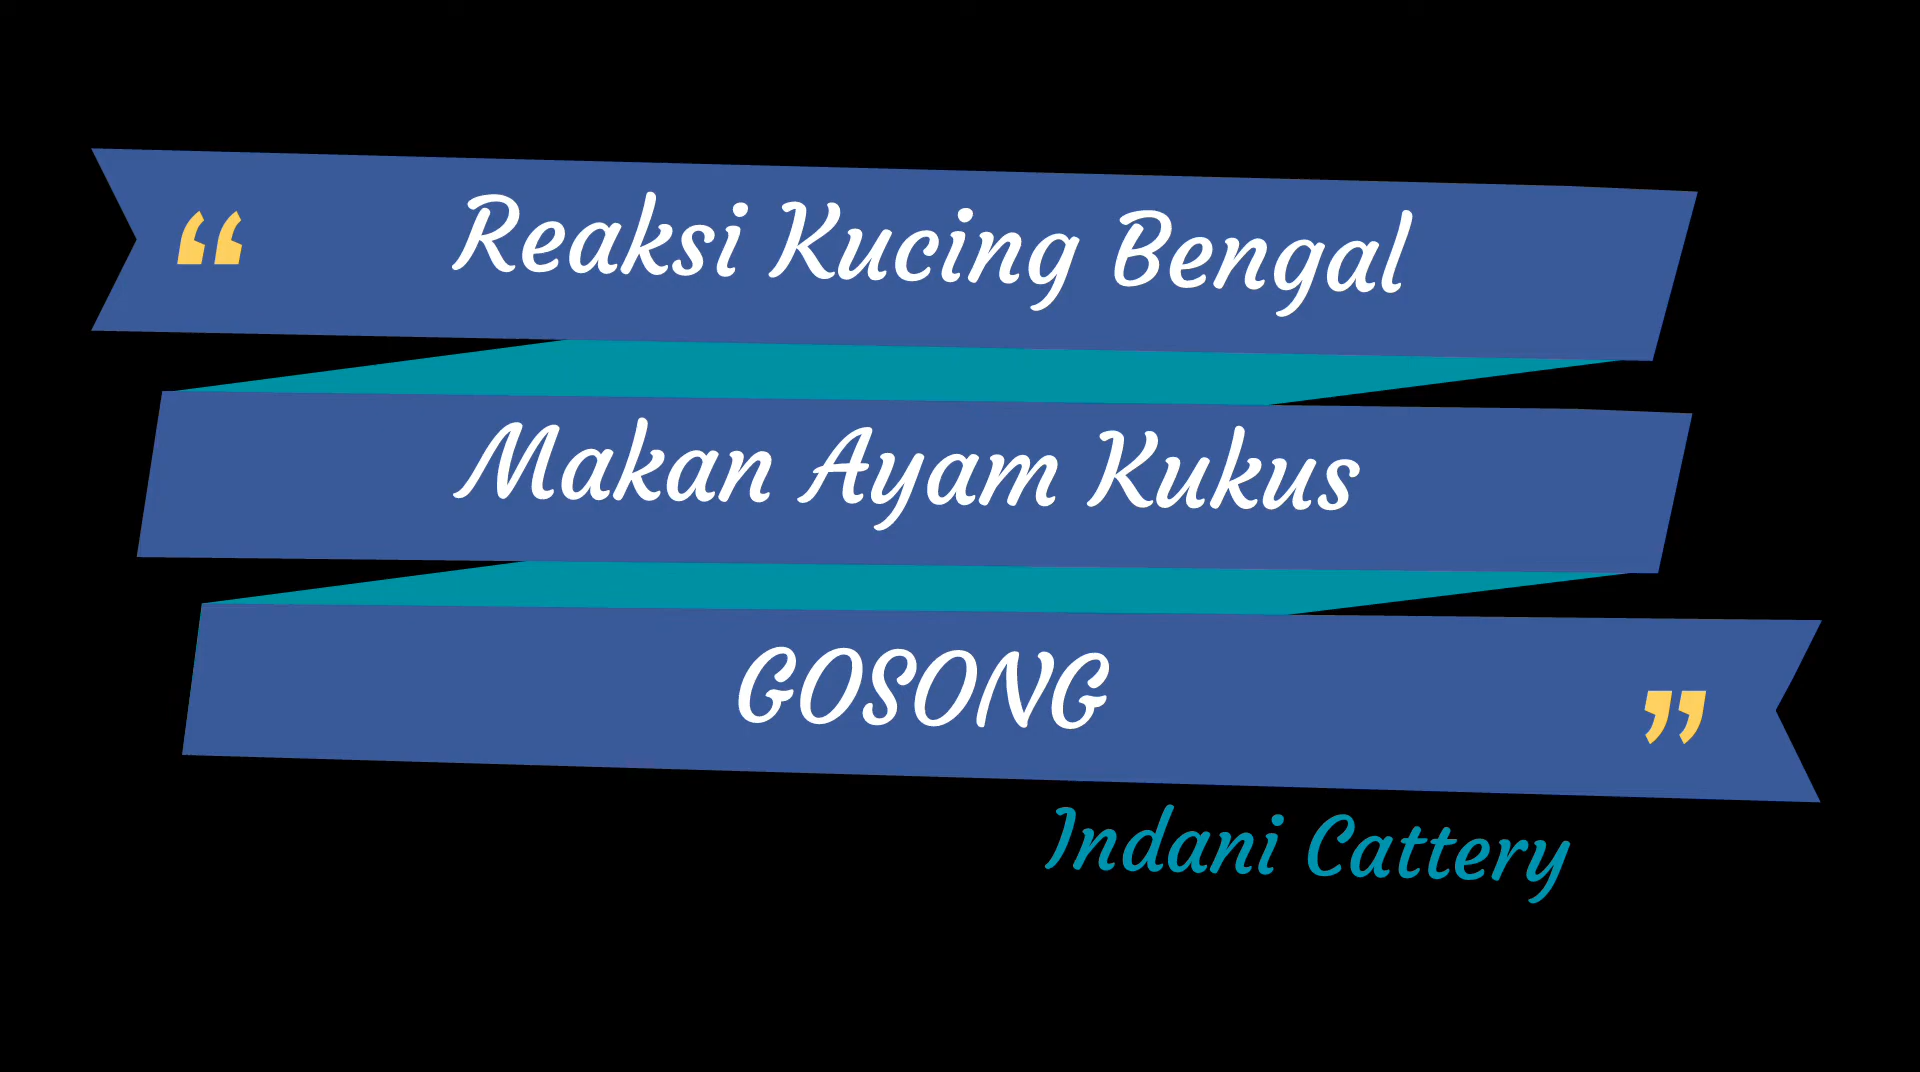 “ Reaksi Kucing Bengal
Makan Ayam Kukus
GOSONG ”
Indani Cattery